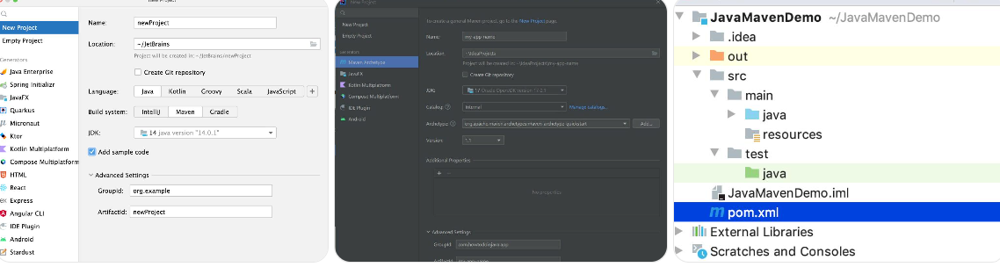 New Project
Name:
newProject
New Project
Empty Project
Location:
~/JetBrains
Project will be created in: ~/JetBrains/newProject
Create Git repository
Generators
Java Enterprise
Spring Initializr
JavaFX
Quarkus
Micronaut
Ktor
Kotlin Multiplatform
Compose Multiplatform
HTML
React
Express
Angular CLI
IDE Plugin
Android
Stardust
Language:
Java Kotlin Groovy Scala JavaScript +
Build system:
IntelliJ Maven Gradle
JDK:
14 java version "14.0.1"
Add sample code
Advanced Settings
GroupId:
org.example
ArtifactId:
newProject
New Project
New Project
Empty Project
Generators
Maven Archetype
JavaFX
Kotlin Multiplatform
Compose Multiplatform
IDE Plugin
Android
To create a general Maven project, go to the New Project page.
Name:
my-app-name
Location:
~\IdeaProjects
Project will be created in: ~\IdeaProjects\my-app-name
Create Git repository
JDK:
17 Oracle OpenJDK version
Catalog:
Internal
Manage catalogs...
Archetype
org.apache.maven.archetypes:maven-archetype-quickstart
Add...
Version:
1.1
Additional Properties
+ −
No properties
Advanced Settings
GroupId
com.howtodoinjava.app
ArtifactId
my-app-name
JavaMavenDemo ~/JavaMavenDemo
.idea
out
src
main
java
resources
test
java
JavaMavenDemo.iml
m pom.xml
External Libraries
Scratches and Consoles